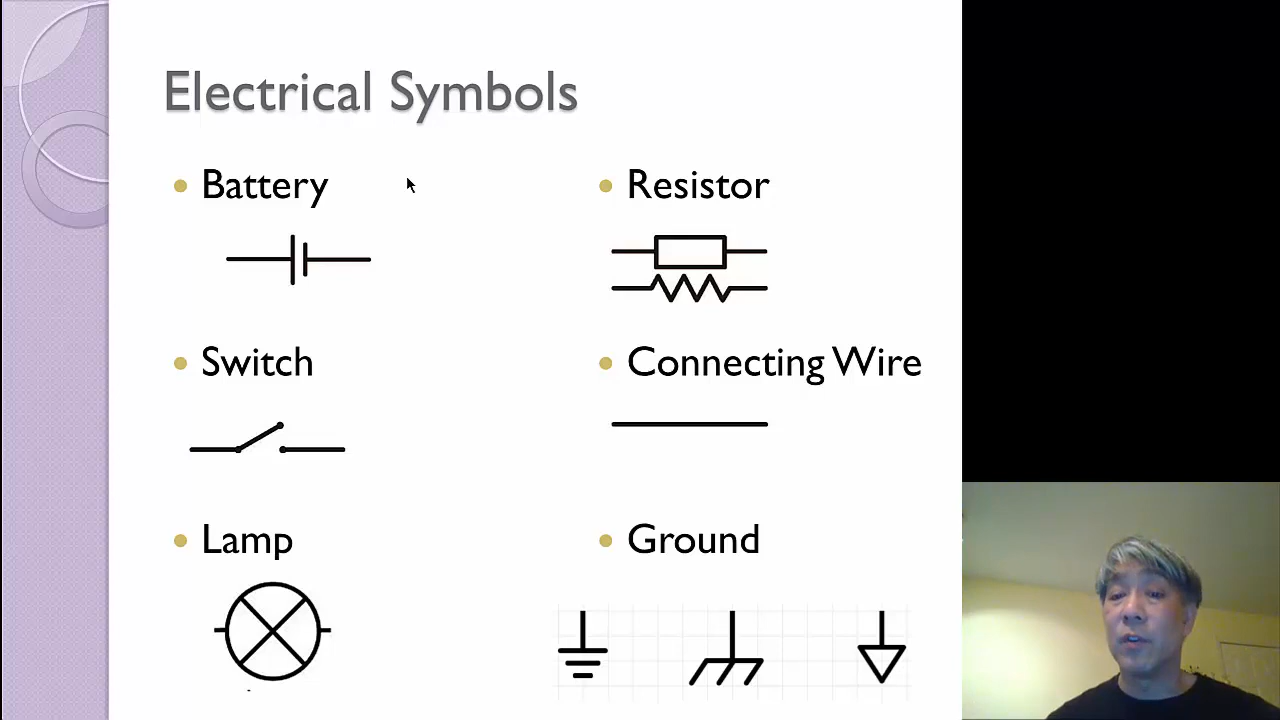 Electrical Symbols
Battery
Resistor
Switch
Connecting Wire
Lamp
Ground